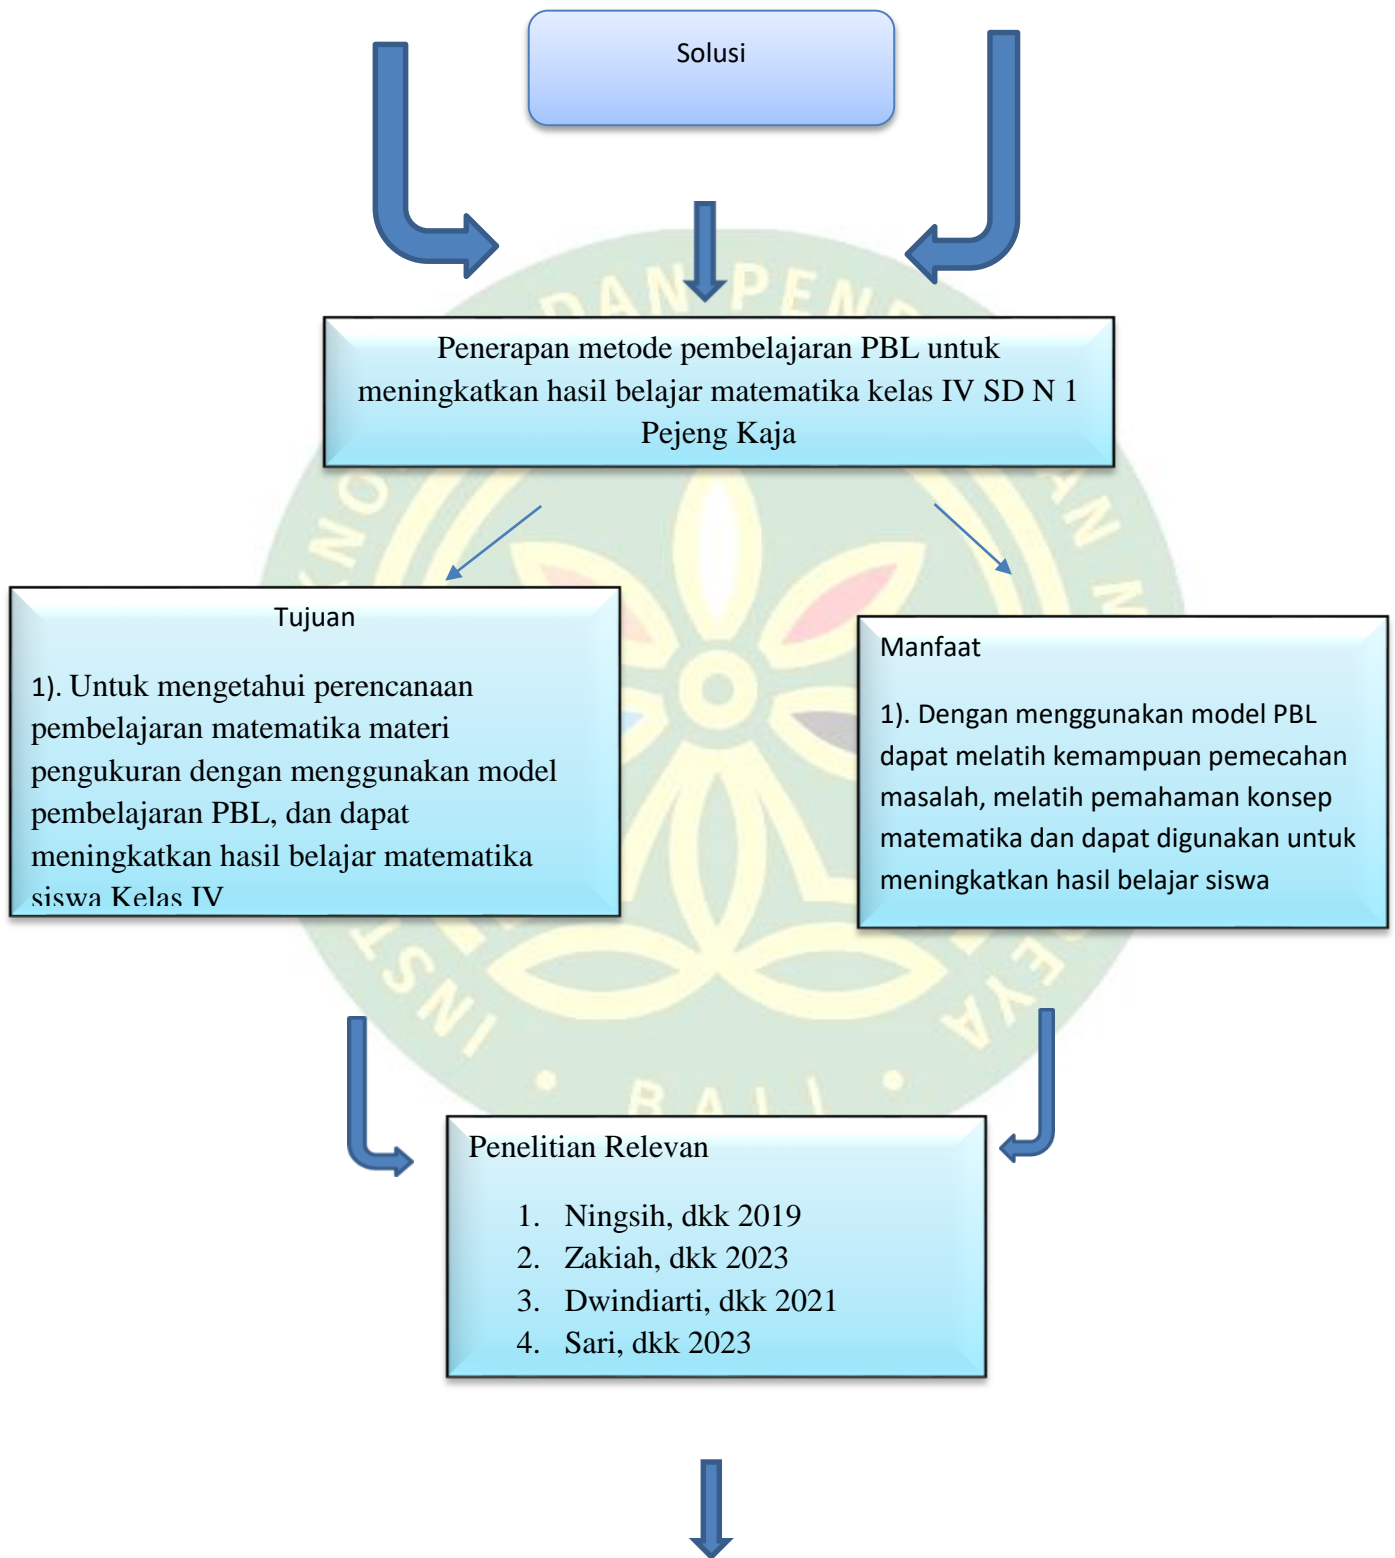 Solusi
Penerapan metode pembelajaran PBL untuk
meningkatkan hasil belajar matematika kelas IV SD N 1
Pejeng Kaja
Tujuan
1). Untuk mengetahui perencanaan
pembelajaran matematika materi
pengukuran dengan menggunakan model
pembelajaran PBL, dan dapat
meningkatkan hasil belajar matematika
siswa Kelas IV
Manfaat
1). Dengan menggunakan model PBL
dapat melatih kemampuan pemecahan
masalah, melatih pemahaman konsep
matematika dan dapat digunakan untuk
meningkatkan hasil belajar siswa
Penelitian Relevan
1. Ningsih, dkk 2019
2. Zakiah, dkk 2023
3. Dwindiarti, dkk 2021
4. Sari, dkk 2023
DAN
BALI